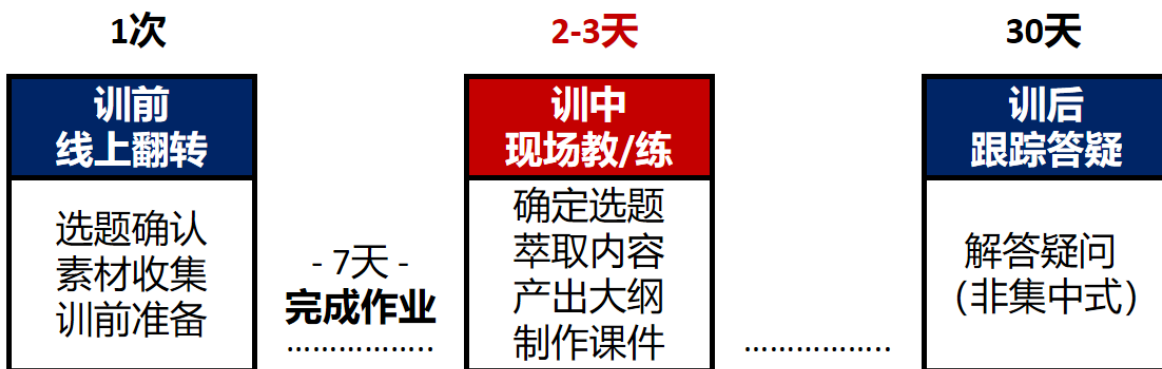 1次
训前
线上翻转
选题确认
素材收集
训前准备
- 7天 -
完成作业
……………..
2-3天
训中
现场教/练
确定选题
萃取内容
产出大纲
制作课件
……………..
30天
训后
跟踪答疑
解答疑问
(非集中式)